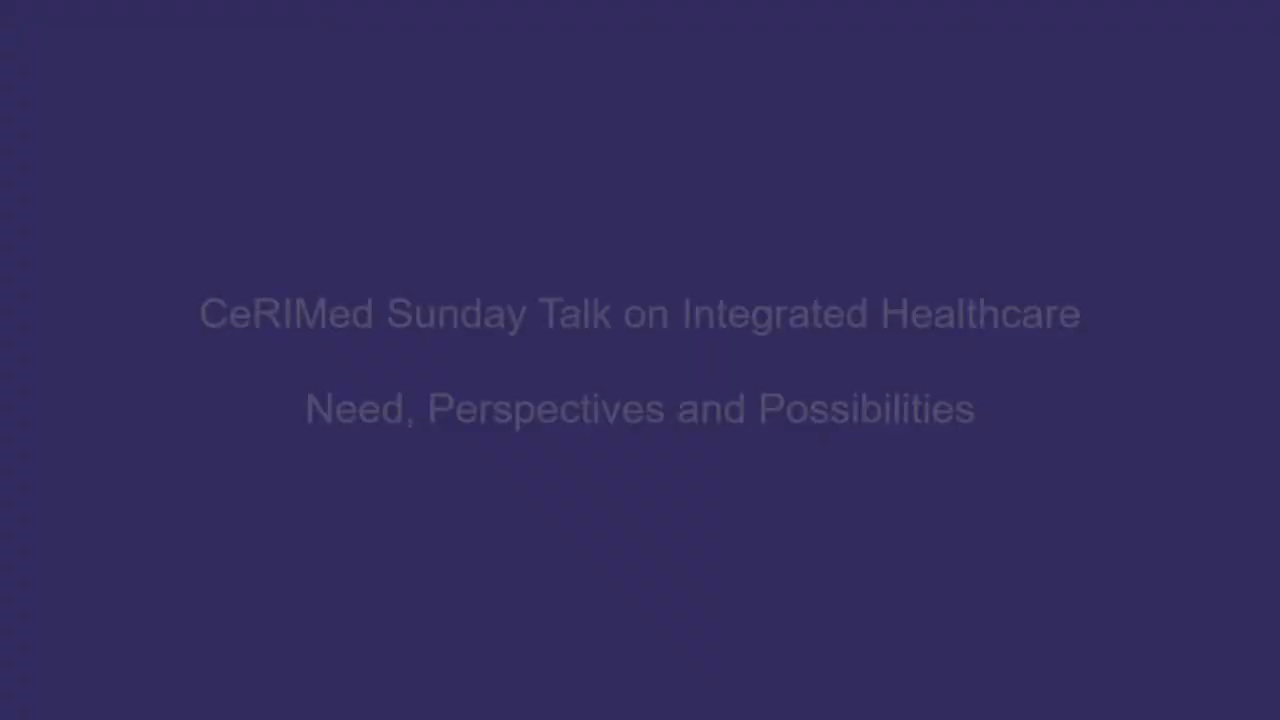 CeRIMed Sunday Talk on Integrated Healthcare
Need, Perspectives and Possibilities